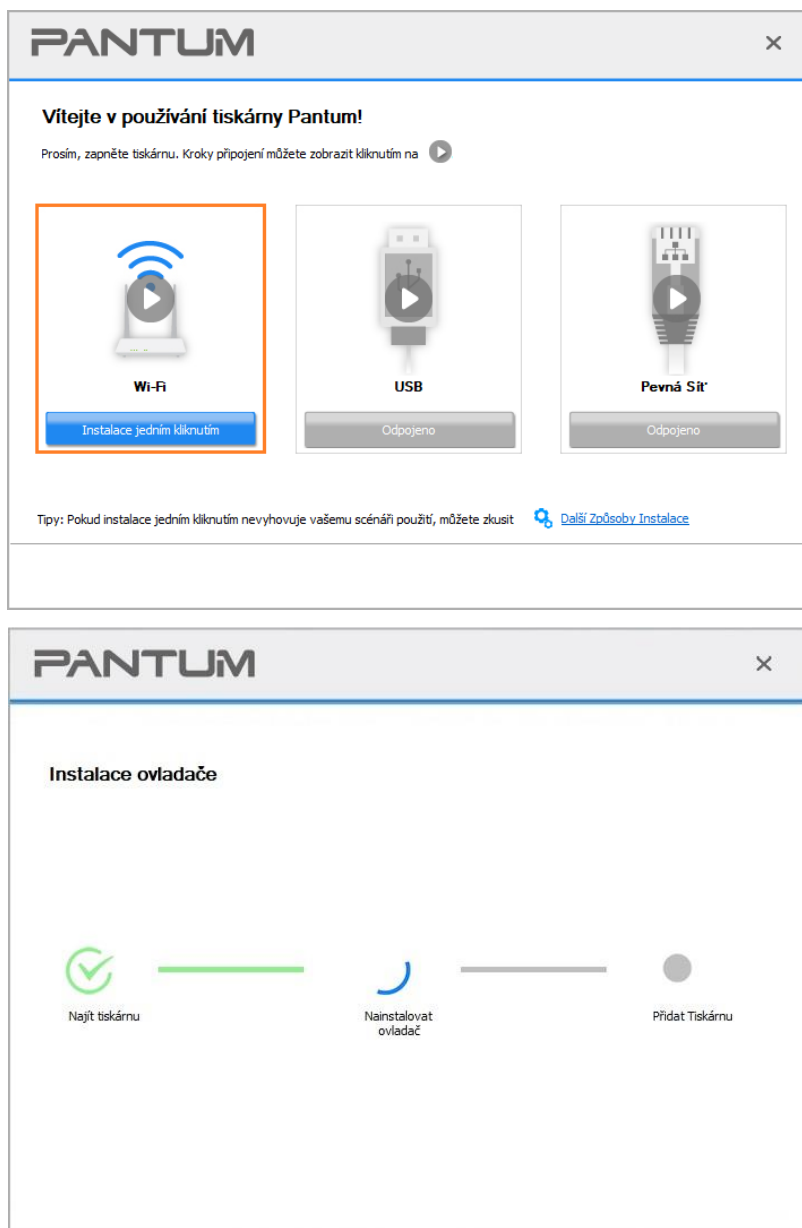 PANTUM
Vítejte v používání tiskárny Pantum!
Prosím, zapněte tiskárnu. Kroky připojení můžete zobrazit kliknutím na
Wi-Fi
USB
Pevná Síť
Instalace jedním kliknutím
Odpojeno
Odpojeno
Tipy: Pokud instalace jedním kliknutím nevyhovuje vašemu scénáři použití, můžete zkusit
Další Způsoby Instalace
PANTUM
Instalace ovladače
Najít tiskárnu
Nainstalovat
ovladač
Přidat Tiskárnu